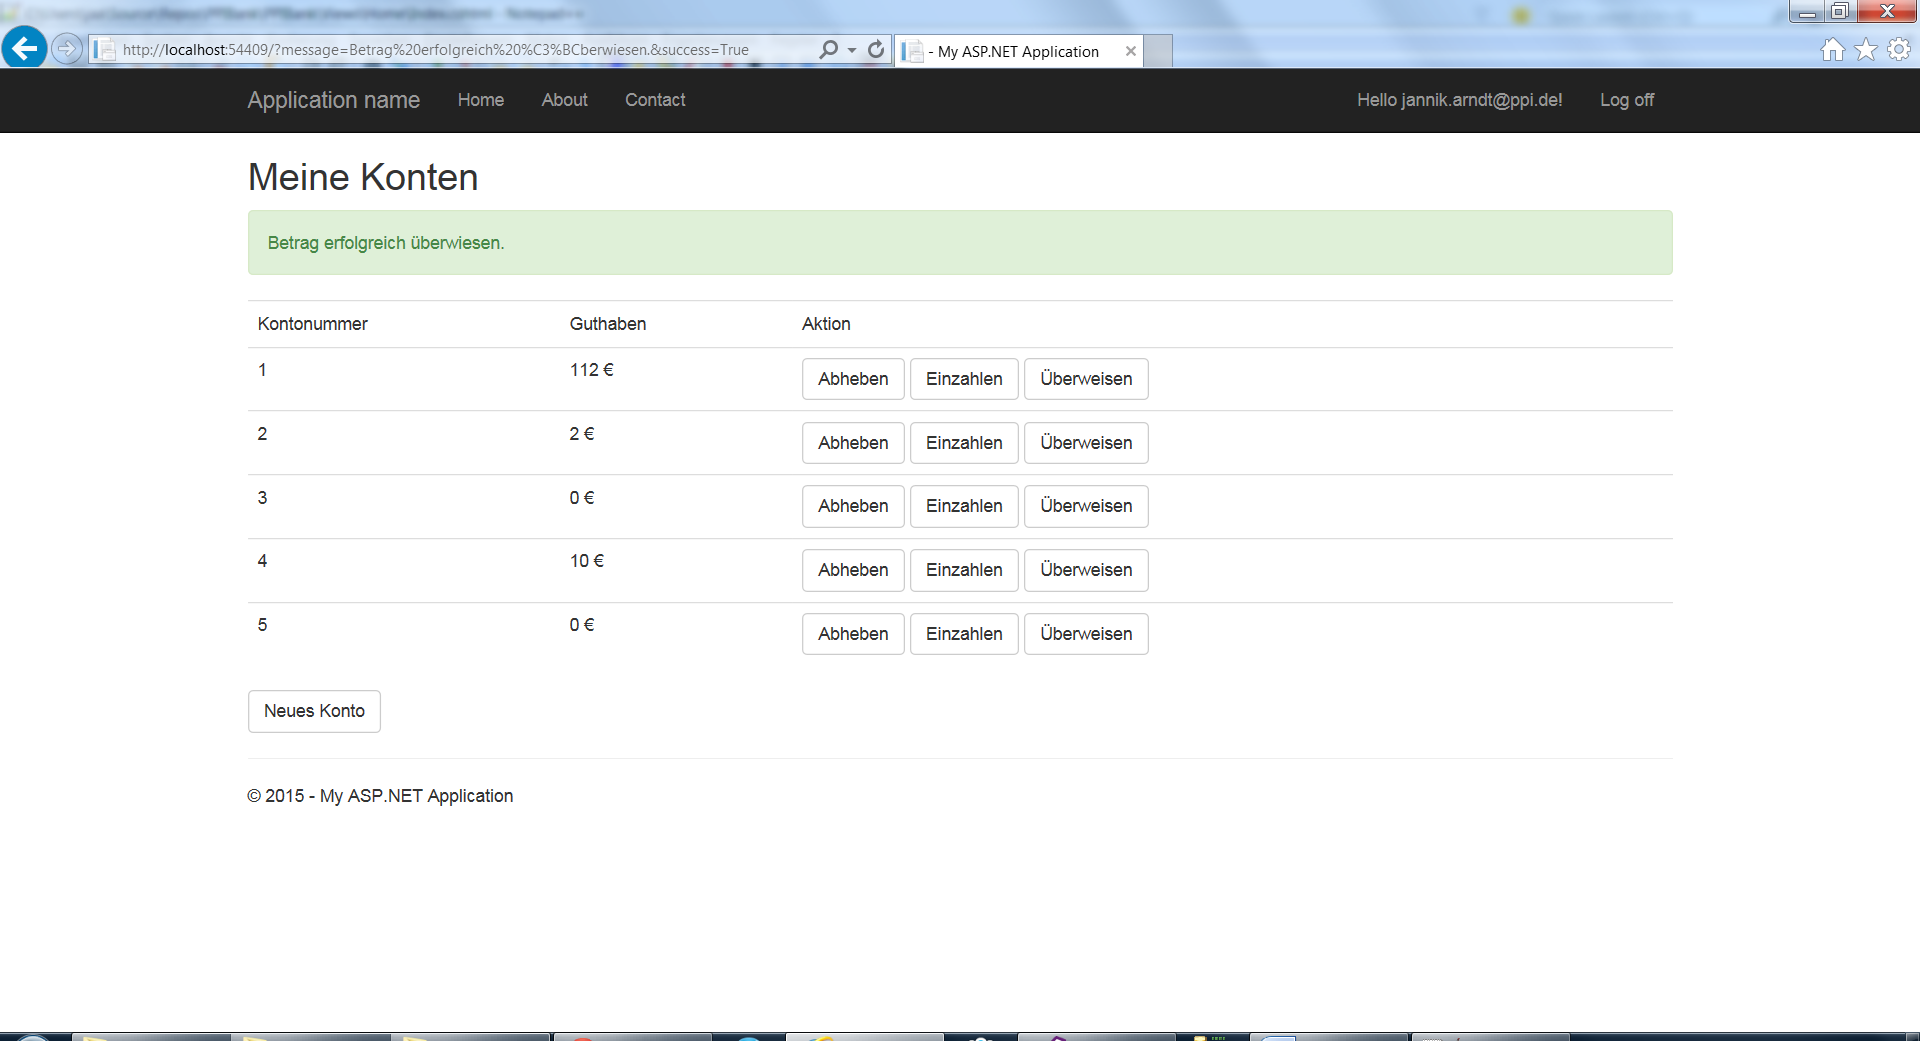 http://localhost:54409/?message=Betrag%20erfolgreich%20%C3%BCberwiesen.&success=True
- My ASP.NET Application
Application name Home About Contact Hello jannik.arndt@ppi.de! Log off
Meine Konten
Betrag erfolgreich überwiesen.
Kontonummer Guthaben Aktion
1 112 € Abheben Einzahlen Überweisen
2 2 € Abheben Einzahlen Überweisen
3 0 € Abheben Einzahlen Überweisen
4 10 € Abheben Einzahlen Überweisen
5 0 € Abheben Einzahlen Überweisen
Neues Konto
© 2015 - My ASP.NET Application